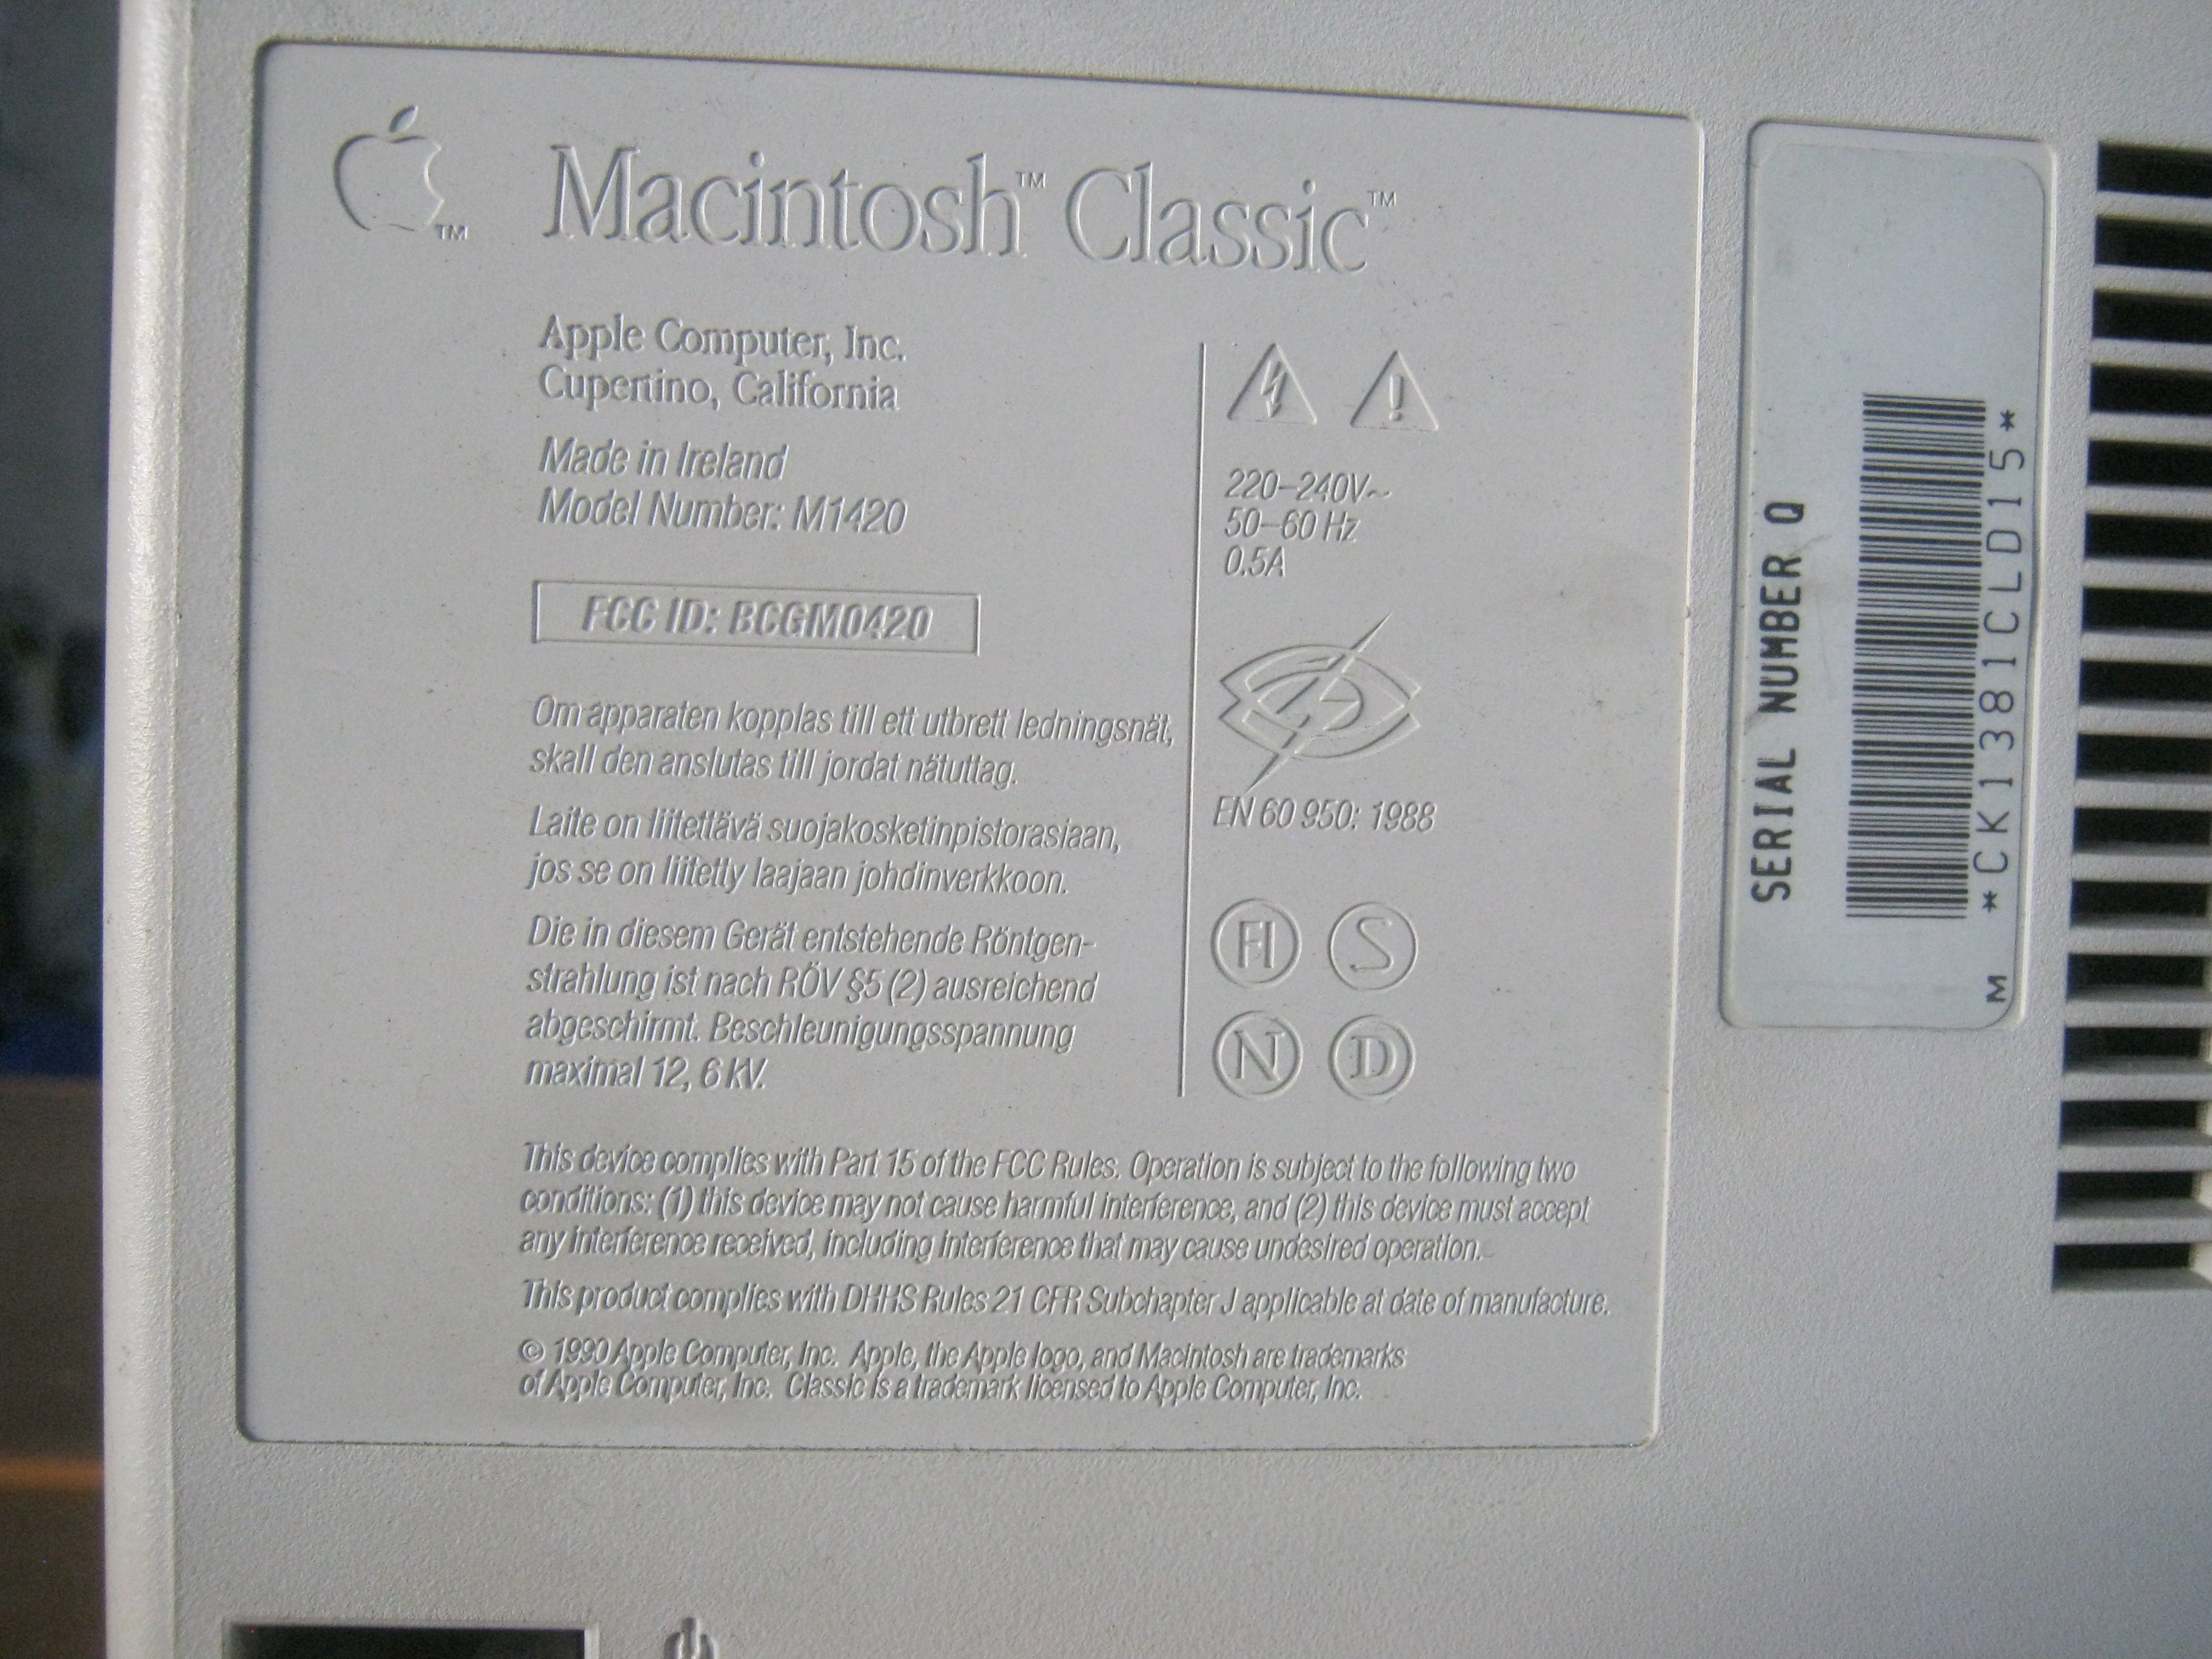 Macintosh™ Classic™
TM
Apple Computer, Inc.
Cupertino, California
Made in Ireland
Model Number: M1420
FCC ID: BCGM0420
Om apparaten kopplas till ett utbrett ledningsnät,
skall den anslutas till jordat nätuttag.
Laite on liitettävä suojakosketinpistorasiaan,
jos se on liitetty laajaan johdinverkkoon.
Die in diesem Gerät entstehende Röntgen-
strahlung ist nach RÖV §5 (2) ausreichend
abgeschirmt. Beschleunigungsspannung
maximal 12, 6 kV.
220–240V~
50–60 Hz
0.5A
EN 60 950: 1988
FI S
N D
This device complies with Part 15 of the FCC Rules. Operation is subject to the following two
conditions: (1) this device may not cause harmful interference, and (2) this device must accept
any interference received, including interference that may cause undesired operation.
This product complies with DHHS Rules 21 CFR Subchapter J applicable at date of manufacture.
© 1990 Apple Computer, Inc. Apple, the Apple logo, and Macintosh are trademarks
of Apple Computer, Inc. Classic is a trademark licensed to Apple Computer, Inc.
SERIAL NUMBER Q
*CK1381CLD15*
M